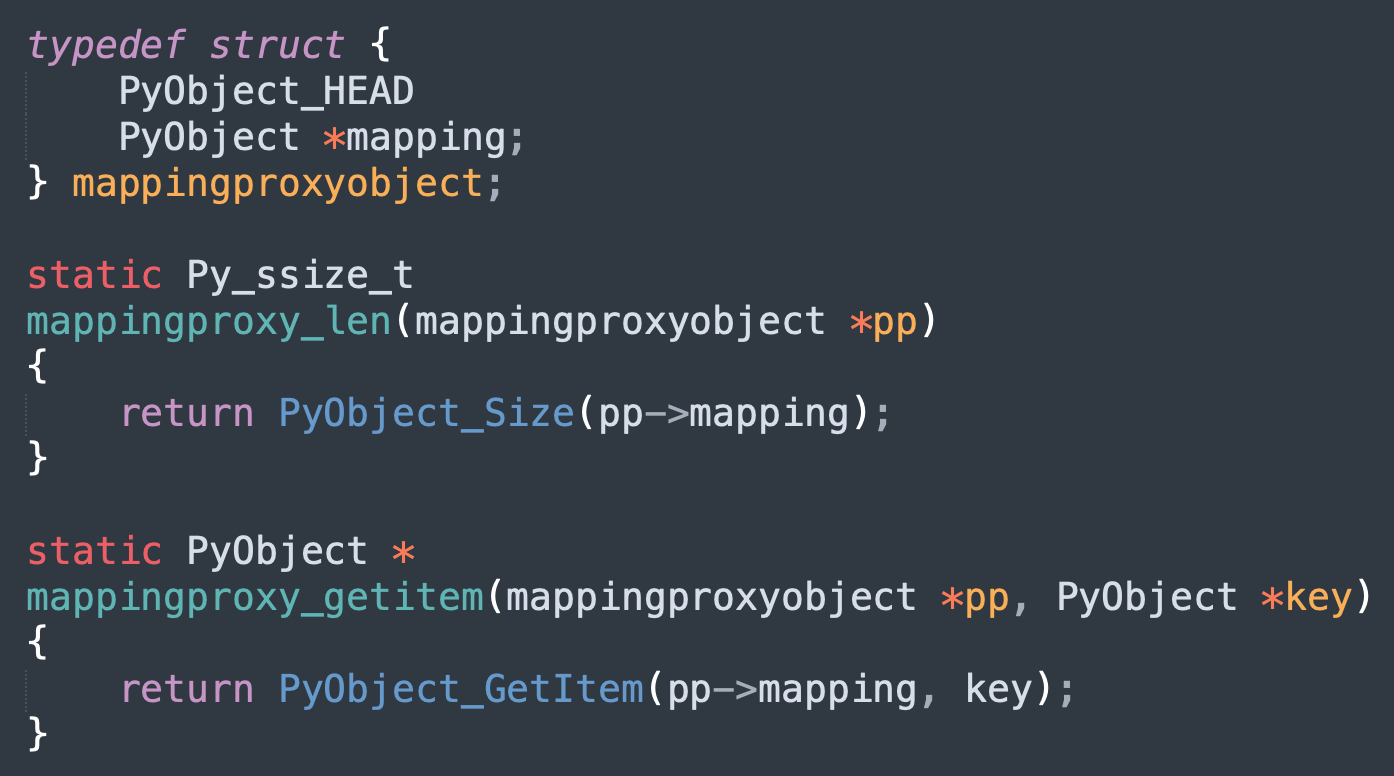 typedef struct {
    PyObject_HEAD
    PyObject *mapping;
} mappingproxyobject;

static Py_ssize_t
mappingproxy_len(mappingproxyobject *pp)
{
    return PyObject_Size(pp->mapping);
}

static PyObject *
mappingproxy_getitem(mappingproxyobject *pp, PyObject *key)
{
    return PyObject_GetItem(pp->mapping, key);
}